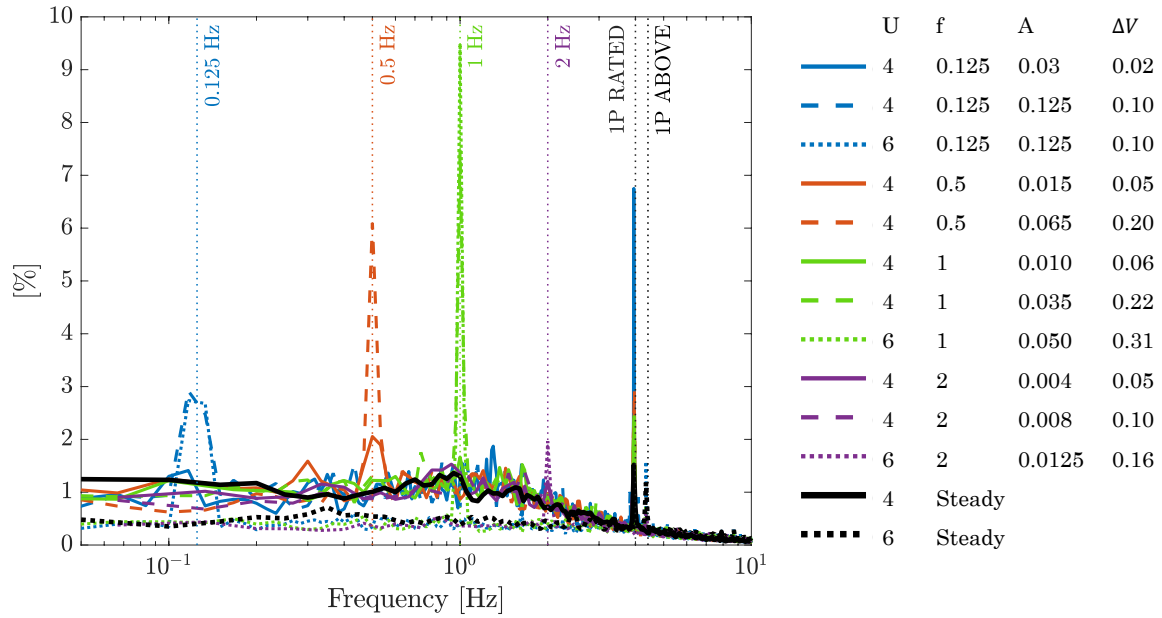 10
9
8
7
6
5
4
3
2
1
0
[%]
10⁻¹
10⁰
10¹
Frequency [Hz]
0.125 Hz
0.5 Hz
1 Hz
2 Hz
1P RATED
1P ABOVE
U f A ΔV
4 0.125 0.03 0.02
4 0.125 0.125 0.10
6 0.125 0.125 0.10
4 0.5 0.015 0.05
4 0.5 0.065 0.20
4 1 0.010 0.06
4 1 0.035 0.22
6 1 0.050 0.31
4 2 0.004 0.05
4 2 0.008 0.10
6 2 0.0125 0.16
4 Steady
6 Steady